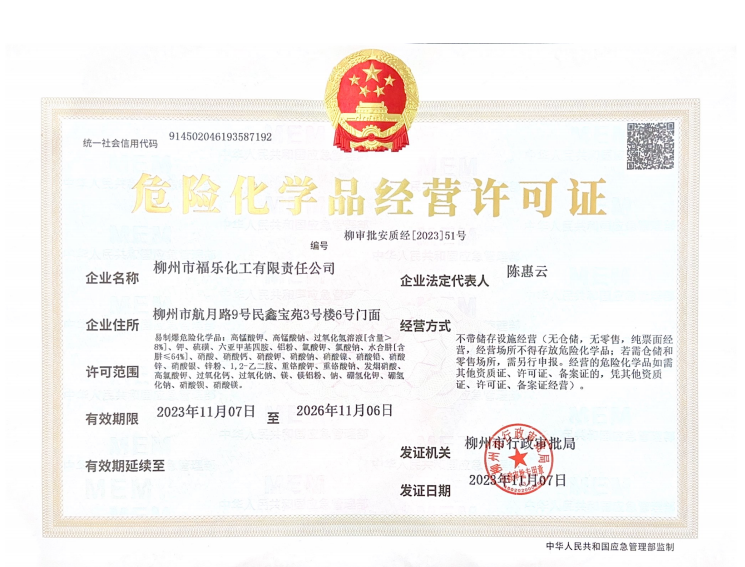 统一社会信用代码 914502046193587192
危险化学品经营许可证
编号 柳审批安质经[2023]51号
企业名称 柳州市福乐化工有限责任公司
企业法定代表人 陈惠云
企业住所 柳州市航月路9号民鑫宝苑3号楼6号门面
经营方式
不带储存设施经营（无仓储，无零售，纯票面经
营，经营场所不得存放危险化学品；若需仓储和
零售场所，需另行申报。经营的危险化学品如需
其他资质证、许可证、备案证的，凭其他资质
证、许可证、备案证经营）。
许可范围
易制爆危险化学品：高锰酸钾、高锰酸钠、过氧化氢溶液[含量＞
8%]、钾、硫磺、六亚甲基四胺、铝粉、氯酸钾、氯酸钠、水合肼[含
肼≤64%]、硝酸、硝酸钙、硝酸钾、硝酸钠、硝酸镍、硝酸铅、硝酸
锌、硝酸银、锌粉、1,2-乙二胺、重铬酸钾、重铬酸钠、发烟硝酸、
高氯酸钾、过氧化钙、过氧化钠、镁、镁铝粉、钠、硼氢化钾、硼氢
化钠、硝酸钡、硝酸镁。
有效期限 2023年11月07日 至 2026年11月06日
有效期延续至
发证机关 柳州市行政审批局
发证日期 2023年11月07日
中华人民共和国应急管理部监制